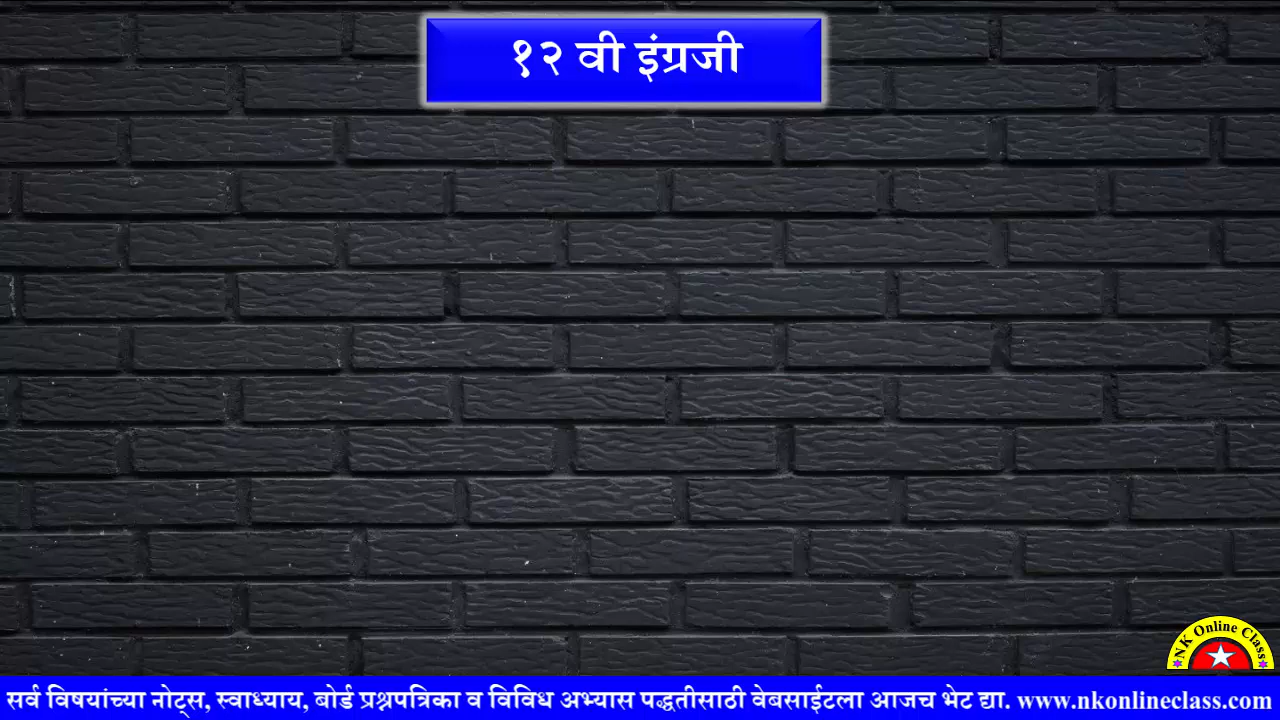 १२ वी इंग्रजी
NK Online Class
सर्व विषयांच्या नोट्स, स्वाध्याय, बोर्ड प्रश्नपत्रिका व विविध अभ्यास पद्धतीसाठी वेबसाईटला आजच भेट द्या. www.nkonlineclass.com